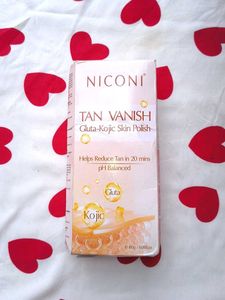 NICONI
TAN VANISH
Gluta-Kojic Skin Polish
Helps Reduce Tan in 20 mins
pH Balanced
Gluta
Kojic